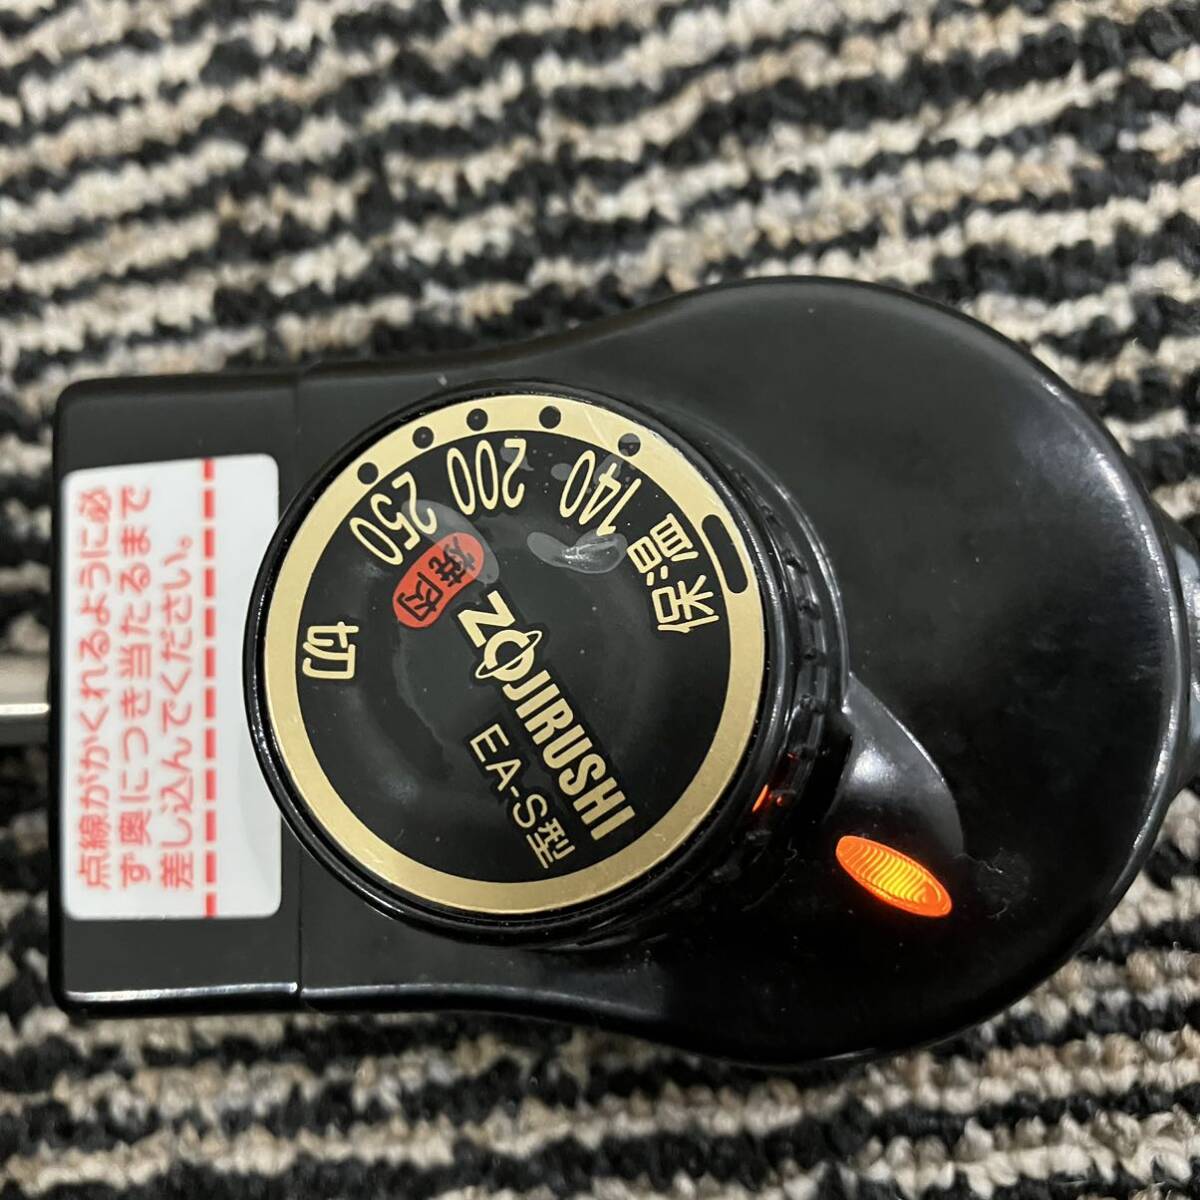 点線がかくれるように必
ず奥につき当たるまで
差し込んでください。
切
250
200
140
保温
焼肉
ZOJIRUSHI
EA-S型